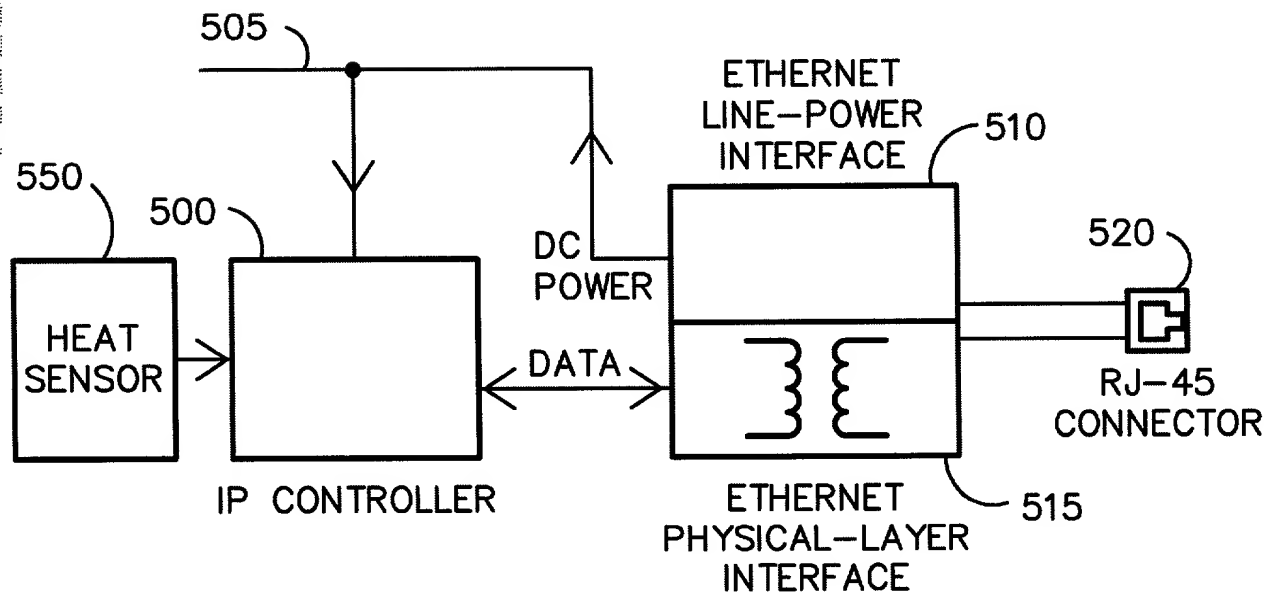 505
ETHERNET
LINE-POWER
INTERFACE
510
550
500
520
DC
POWER
HEAT
SENSOR
DATA
RJ-45
CONNECTOR
IP CONTROLLER
ETHERNET
PHYSICAL-LAYER
INTERFACE
515